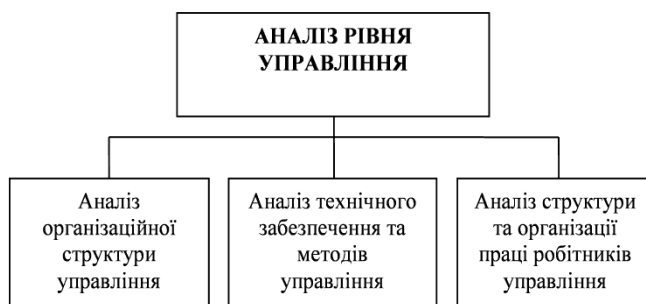 АНАЛІЗ РІВНЯ
УПРАВЛІННЯ
Аналіз
організаційної
структури
управління
Аналіз технічного
забезпечення та
методів
управління
Аналіз структури
та організації
праці робітників
управління